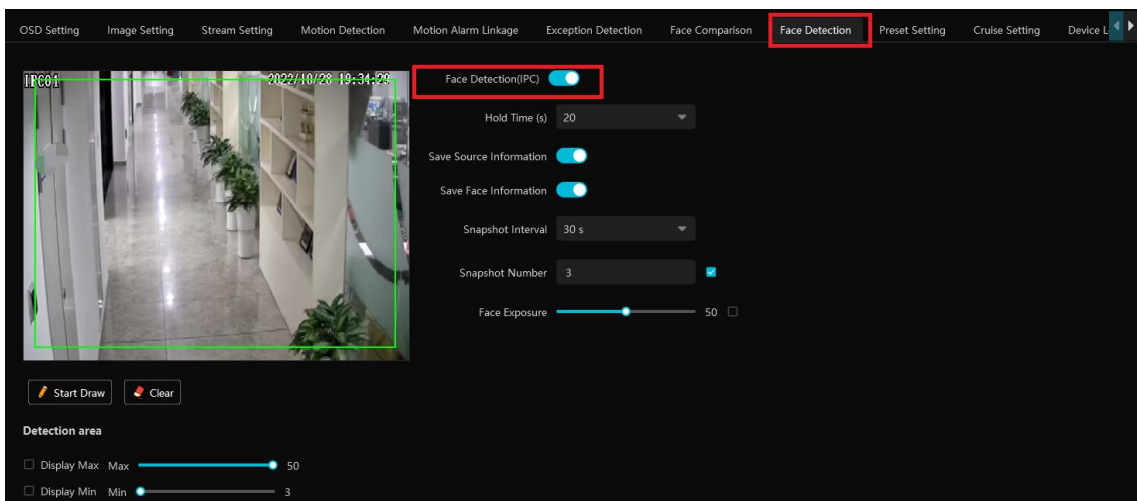 OSD Setting Image Setting Stream Setting Motion Detection Motion Alarm Linkage Exception Detection Face Comparison Face Detection Preset Setting Cruise Setting Device L
IPC01 2022/10/28 19:34:29
Face Detection(IPC)
Hold Time (s) 20
Save Source Information
Save Face Information
Snapshot Interval 30 s
Snapshot Number 3
Face Exposure 50
Start Draw Clear
Detection area
Display Max Max 50
Display Min Min 3